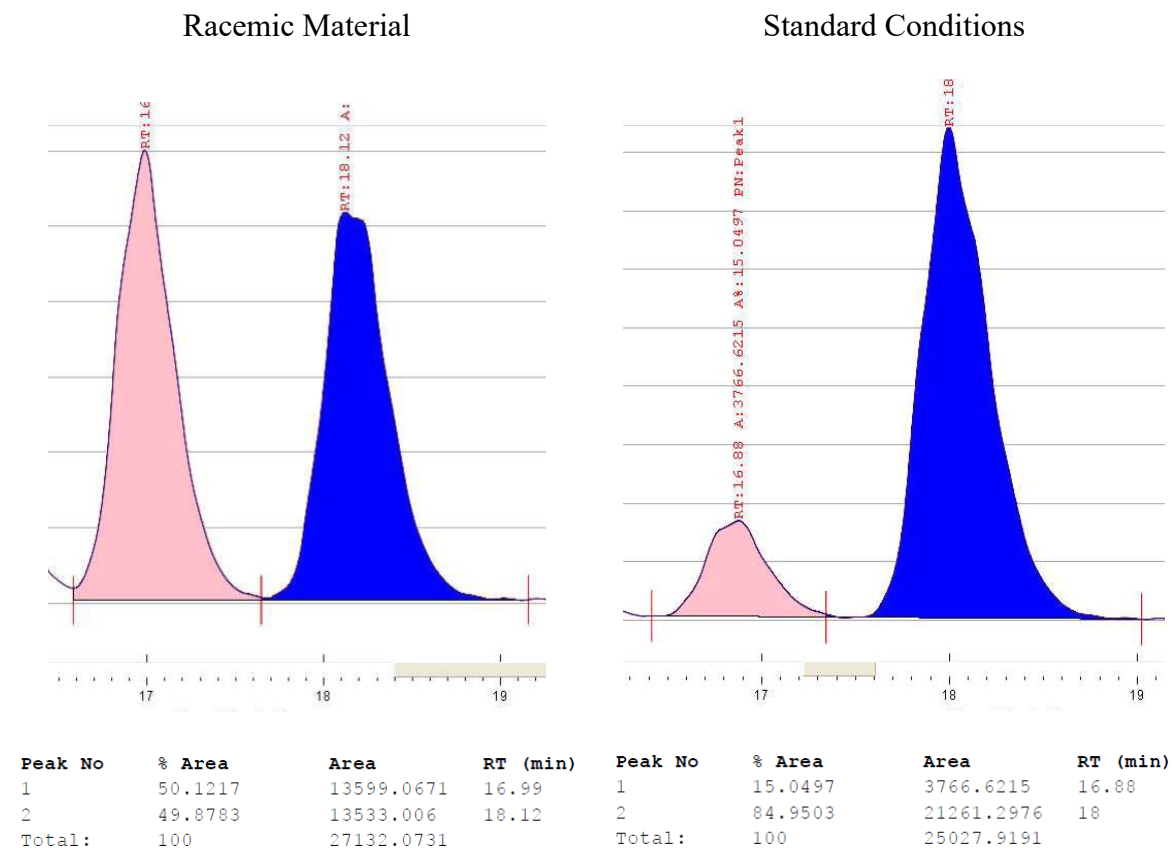 Racemic Material
Standard Conditions
RT:16
RT:18.12 A:
RT:16.88 A:3766.6215 A%:15.0497 PN:Peak1
RT:18
17 18 19
17 18 19
Peak No % Area Area RT (min)
1 50.1217 13599.0671 16.99
2 49.8783 13533.006 18.12
Total: 100 27132.0731
Peak No % Area Area RT (min)
1 15.0497 3766.6215 16.88
2 84.9503 21261.2976 18
Total: 100 25027.9191